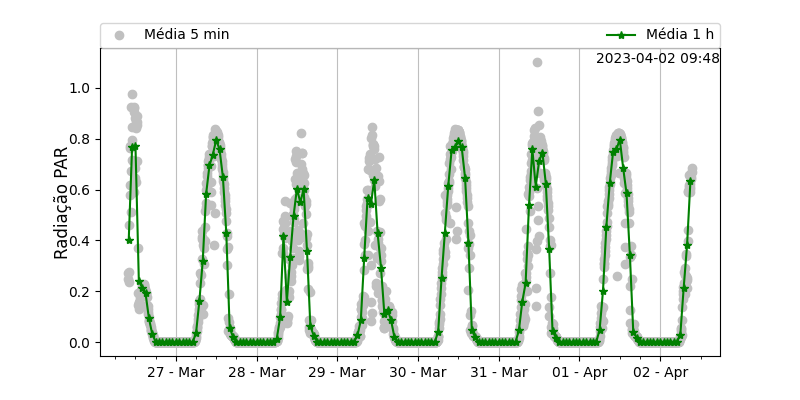 Média 5 min
Média 1 h
2023-04-02 09:48
Radiação PAR
1.0
0.8
0.6
0.4
0.2
0.0
27 - Mar
28 - Mar
29 - Mar
30 - Mar
31 - Mar
01 - Apr
02 - Apr